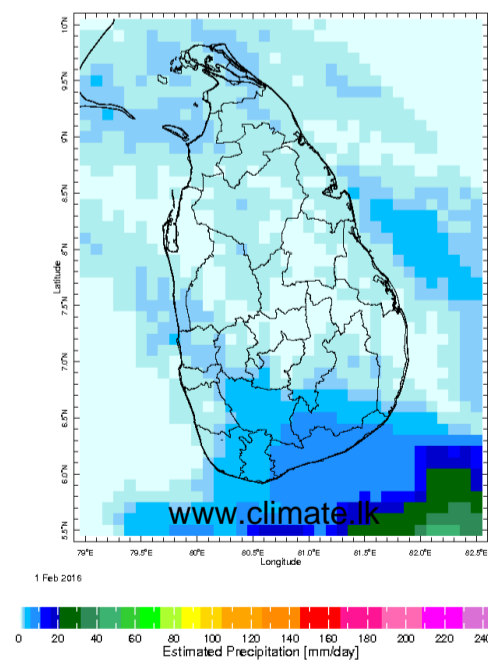 10°N
9.5°N
9°N
8.5°N
8°N
7.5°N
7.0°N
6.5°N
6.0°N
5.5°N
Latitude
www.climate.lk
79°E 79.5°E 80°E 80.5°E 81.0°E 81.5°E 82.0°E 82.5°E
Longitude
1 Feb 2016
0 20 40 60 80 100 120 140 160 180 200 220 240
Estimated Precipitation [mm/day]